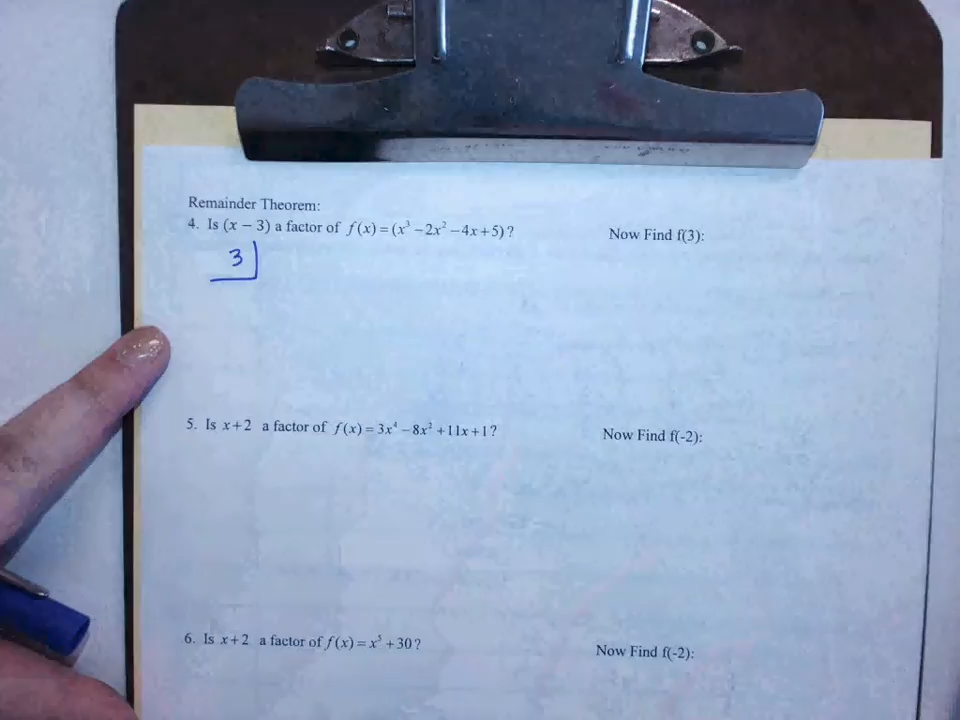 Remainder Theorem:
4. Is (x – 3) a factor of f(x) = (x³ – 2x² – 4x + 5) ?
Now Find f(3):
3
5. Is x + 2 a factor of f(x) = 3x⁴ – 8x² + 11x + 1 ?
Now Find f(-2):
6. Is x + 2 a factor of f(x) = x⁵ + 30 ?
Now Find f(-2):